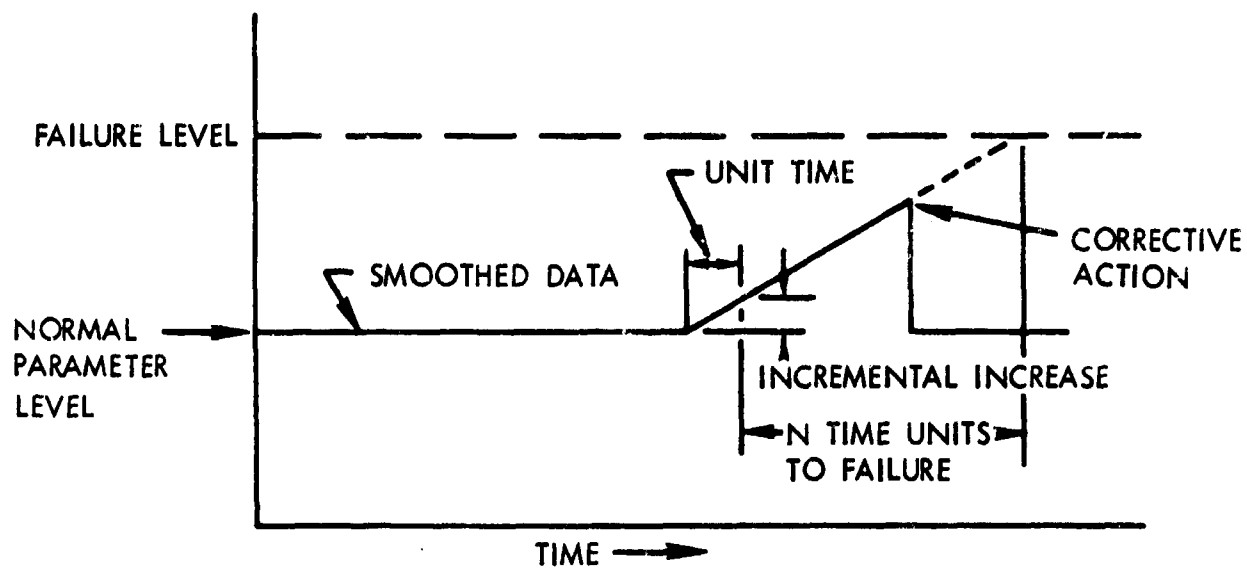 FAILURE LEVEL
UNIT TIME
CORRECTIVE
ACTION
SMOOTHED DATA
NORMAL
PARAMETER
LEVEL
INCREMENTAL INCREASE
N TIME UNITS
TO FAILURE
TIME